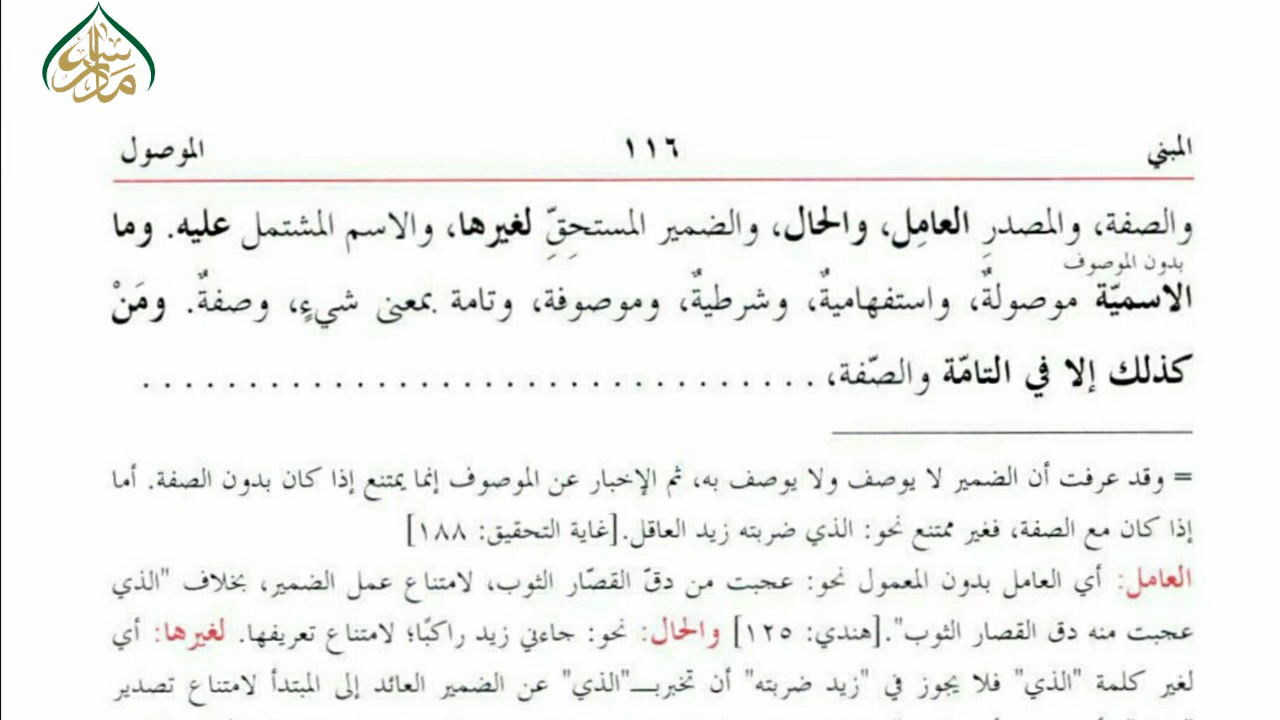 مدارس
المبني ١١٦ الموصول
والصفة، والمصدرِ العامِل، والحال، والضمير المستحِقِّ لغيرها، والاسم المشتمل عليه. وما
بدون الموصوف
الاسميّة موصولةٌ، واستفهاميةٌ، وشرطيةٌ، وموصوفة، وتامة بمعنى شيءٍ، وصفةٌ. ومَنْ
كذلك إلا في التامّة والصّفة، . . . . . . . . . . . . . . . . . . . . . . . . . . . . . . .
= وقد عرفت أن الضمير لا يوصف ولا يوصف به، ثم الإخبار عن الموصوف إنما يمتنع إذا كان بدون الصفة. أما
إذا كان مع الصفة، فغير ممتنع نحو: الذي ضربته زيد العاقل.[غاية التحقيق: ١٨٨]
العامل: أي العامل بدون المعمول نحو: عجبت من دقّ القصّار الثوب، لامتناع عمل الضمير، بخلاف "الذي
عجبت منه دق القصار الثوب".[هندي: ١٢٥] والحال: نحو: جاءني زيد راكبًا؛ لامتناع تعريفها. لغيرها: أي
لغير كلمة "الذي" فلا يجوز في "زيد ضربته" أن تخبر بـ"الذي" عن الضمير العائد إلى المبتدأ لامتناع تصدير